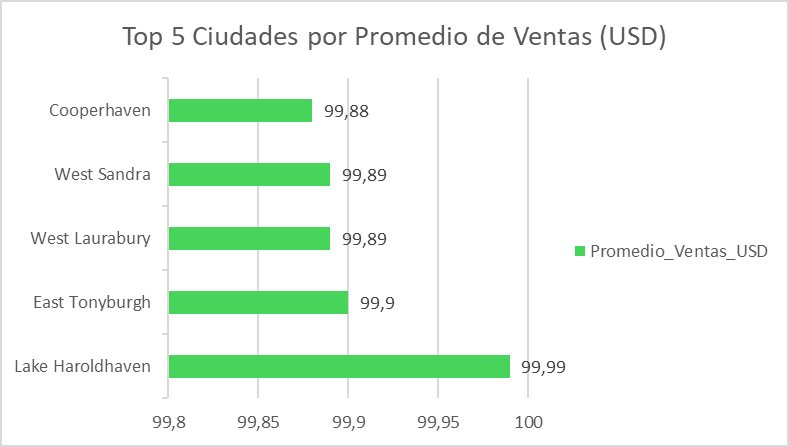 Top 5 Ciudades por Promedio de Ventas (USD)
Cooperhaven 99,88
West Sandra 99,89
West Laurabury 99,89
East Tonyburgh 99,9
Lake Haroldhaven 99,99
99,8 99,85 99,9 99,95 100
Promedio_Ventas_USD